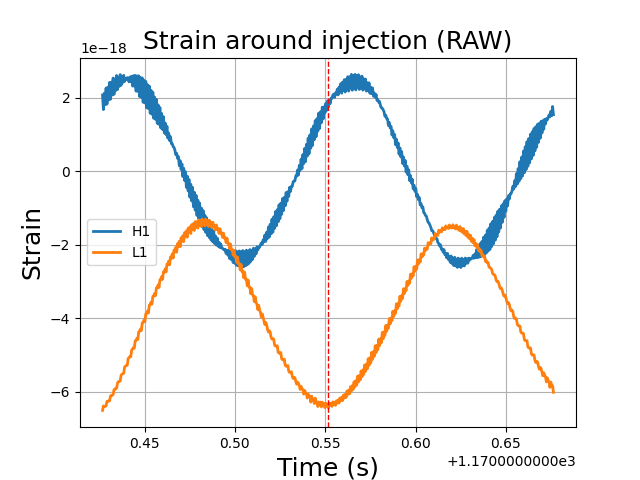 Strain around injection (RAW)
1e−18
2
0
−2
−4
−6
Strain
H1
L1
0.45 0.50 0.55 0.60 0.65
+1.1700000000e3
Time (s)